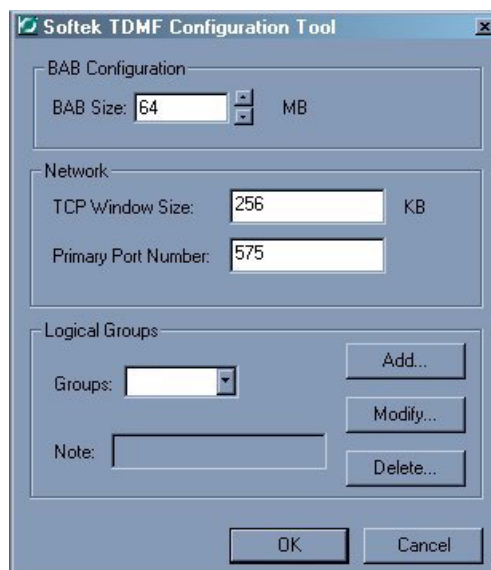 Softek TDMF Configuration Tool
BAB Configuration
BAB Size: 64 MB
Network
TCP Window Size: 256 KB
Primary Port Number: 575
Logical Groups
Groups:
Add...
Modify...
Note:
Delete...
OK Cancel